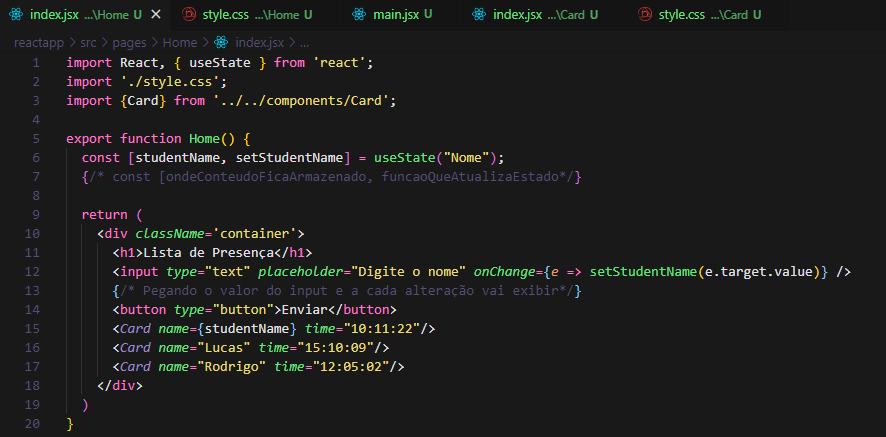 index.jsx ...\Home U × style.css ...\Home U main.jsx U index.jsx ...\Card U style.css ...\Card U
reactapp > src > pages > Home > index.jsx > ...
1 import React, { useState } from 'react';
2 import './style.css';
3 import {Card} from '../../components/Card';
4
5 export function Home() {
6 const [studentName, setStudentName] = useState("Nome");
7 {/* const [ondeConteudoFicaArmazenado, funcaoQueAtualizaEstado*/}
8
9 return (
10 <div className='container'>
11 <h1>Lista de Presença</h1>
12 <input type="text" placeholder="Digite o nome" onChange={e => setStudentName(e.target.value)} />
13 {/* Pegando o valor do input e a cada alteração vai exibir*/}
14 <button type="button">Enviar</button>
15 <Card name={studentName} time="10:11:22"/>
16 <Card name="Lucas" time="15:10:09"/>
17 <Card name="Rodrigo" time="12:05:02"/>
18 </div>
19 )
20 }